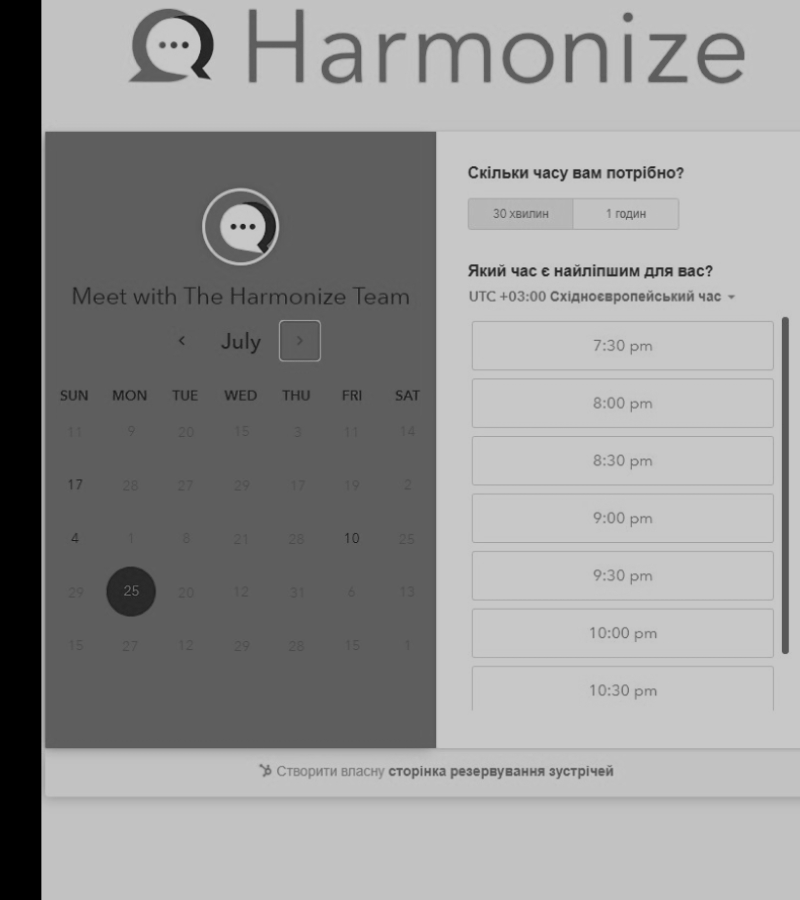 Harmonize
Meet with The Harmonize Team
July
SUN MON TUE WED THU FRI SAT
11 9 20 15 3 11 14
17 28 27 29 17 19 2
4 1 8 21 28 10 25
29 25 20 12 31 6 13
15 27 12 29 28 15 1
Скільки часу вам потрібно?
30 хвилин 1 годин
Який час є найліпшим для вас?
UTC +03:00 Східноєвропейський час
7:30 pm
8:00 pm
8:30 pm
9:00 pm
9:30 pm
10:00 pm
10:30 pm
Створити власну сторінка резервування зустрічей